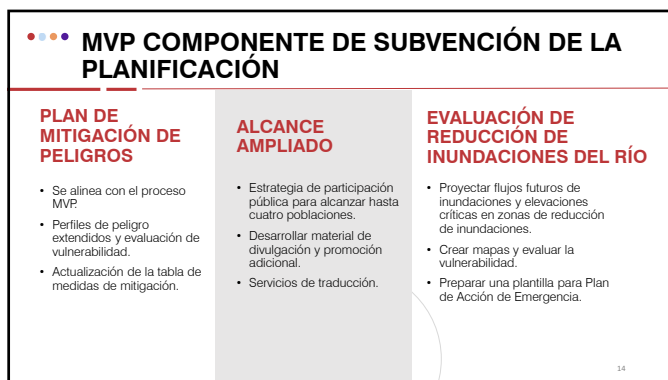 MVP COMPONENTE DE SUBVENCIÓN DE LA
PLANIFICACIÓN
PLAN DE
MITIGACIÓN DE
PELIGROS
• Se alinea con el proceso
MVP.
• Perfiles de peligro
extendidos y evaluación de
vulnerabilidad.
• Actualización de la tabla de
medidas de mitigación.
ALCANCE
AMPLIADO
• Estrategia de participación
pública para alcanzar hasta
cuatro poblaciones.
• Desarrollar material de
divulgación y promoción
adicional.
• Servicios de traducción.
EVALUACIÓN DE
REDUCCIÓN DE
INUNDACIONES DEL RÍO
• Proyectar flujos futuros de
inundaciones y elevaciones
críticas en zonas de reducción
de inundaciones.
• Crear mapas y evaluar la
vulnerabilidad.
• Preparar una plantilla para Plan
de Acción de Emergencia.
14